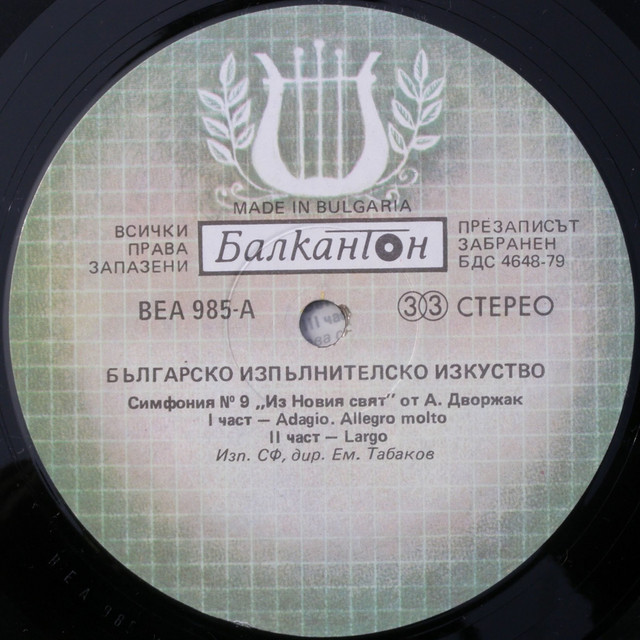 MADE IN BULGARIA
ВСИЧКИ
ПРАВА
ЗАПАЗЕНИ
Балкантон
ПРЕЗАПИСЪТ
ЗАБРАНЕН
БДС 4648-79
ВЕА 985-А
33 СТЕРЕО
БЪЛГАРСКО ИЗПЪЛНИТЕЛСКО ИЗКУСТВО
Симфония № 9 „Из Новия свят" от А. Дворжак
I част — Adagio. Allegro molto
II част — Largo
Изп. СФ, дир. Ем. Табаков